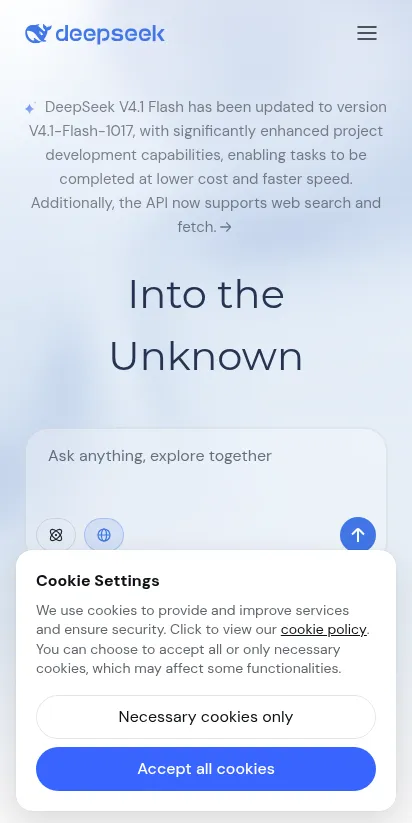 deepseek
DeepSeek V4.1 Flash has been updated to version
V4.1-Flash-1017, with significantly enhanced project
development capabilities, enabling tasks to be
completed at lower cost and faster speed.
Additionally, the API now supports web search and
fetch. →
Into the
Unknown
Ask anything, explore together
Cookie Settings
We use cookies to provide and improve services
and ensure security. Click to view our cookie policy.
You can choose to accept all or only necessary
cookies, which may affect some functionalities.
Necessary cookies only
Accept all cookies